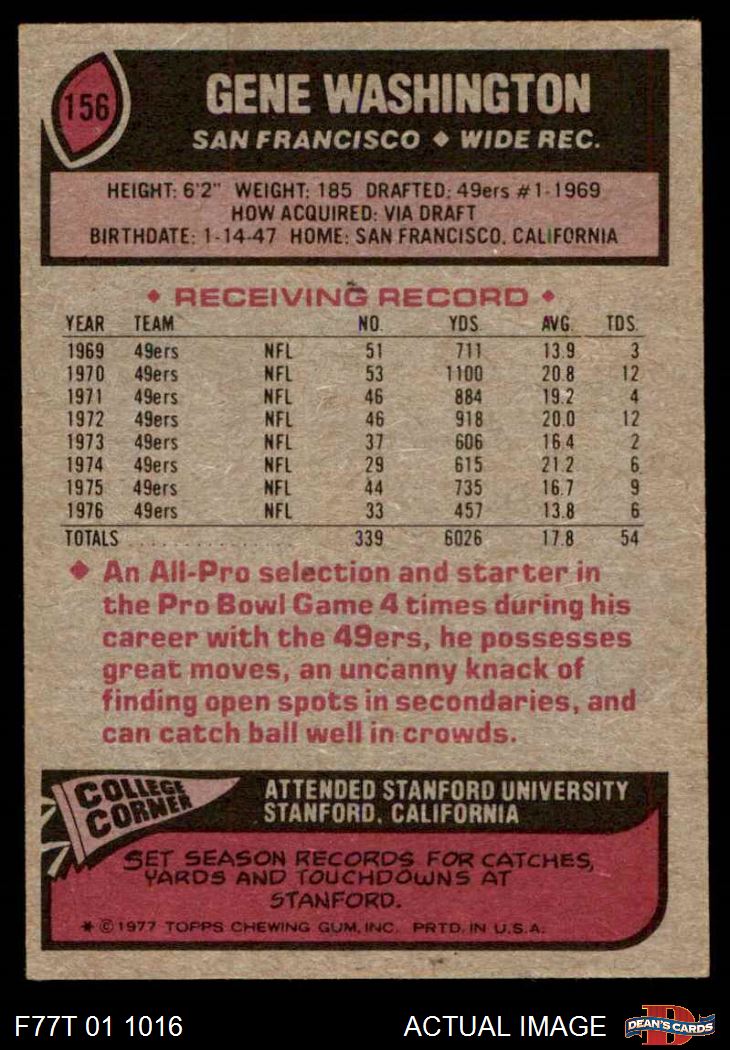 156
GENE WASHINGTON
SAN FRANCISCO ◆ WIDE REC.
HEIGHT: 6'2" WEIGHT: 185 DRAFTED: 49ers #1-1969
HOW ACQUIRED: VIA DRAFT
BIRTHDATE: 1-14-47 HOME: SAN FRANCISCO, CALIFORNIA
◆ RECEIVING RECORD ◆
YEAR TEAM NO. YDS. AVG. TDS.
1969 49ers NFL 51 711 13.9 3
1970 49ers NFL 53 1100 20.8 12
1971 49ers NFL 46 884 19.2 4
1972 49ers NFL 46 918 20.0 12
1973 49ers NFL 37 606 16.4 2
1974 49ers NFL 29 615 21.2 6
1975 49ers NFL 44 735 16.7 9
1976 49ers NFL 33 457 13.8 6
TOTALS .................... 339 6026 17.8 54
◆ An All-Pro selection and starter in
the Pro Bowl Game 4 times during his
career with the 49ers, he possesses
great moves, an uncanny knack of
finding open spots in secondaries, and
can catch ball well in crowds.
COLLEGE
CORNER
ATTENDED STANFORD UNIVERSITY
STANFORD, CALIFORNIA
SET SEASON RECORDS FOR CATCHES,
YARDS AND TOUCHDOWNS AT
STANFORD.
* © 1977 TOPPS CHEWING GUM, INC. PRTD. IN U.S.A.
F77T 01 1016
ACTUAL IMAGE
D
DEAN'S CARDS